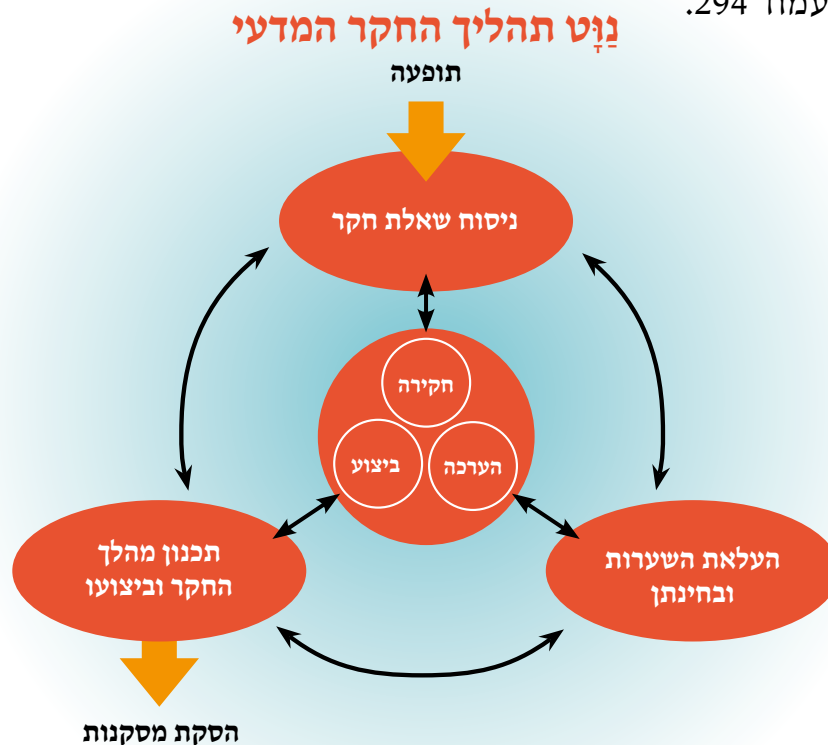 עמוד 294.
נַוָּט תהליך החקר המדעי
תופעה
ניסוח שאלת חקר
חקירה
הערכה
ביצוע
העלאת השערות
ובחינתן
תכנון מהלך
החקר וביצועו
הסקת מסקנות